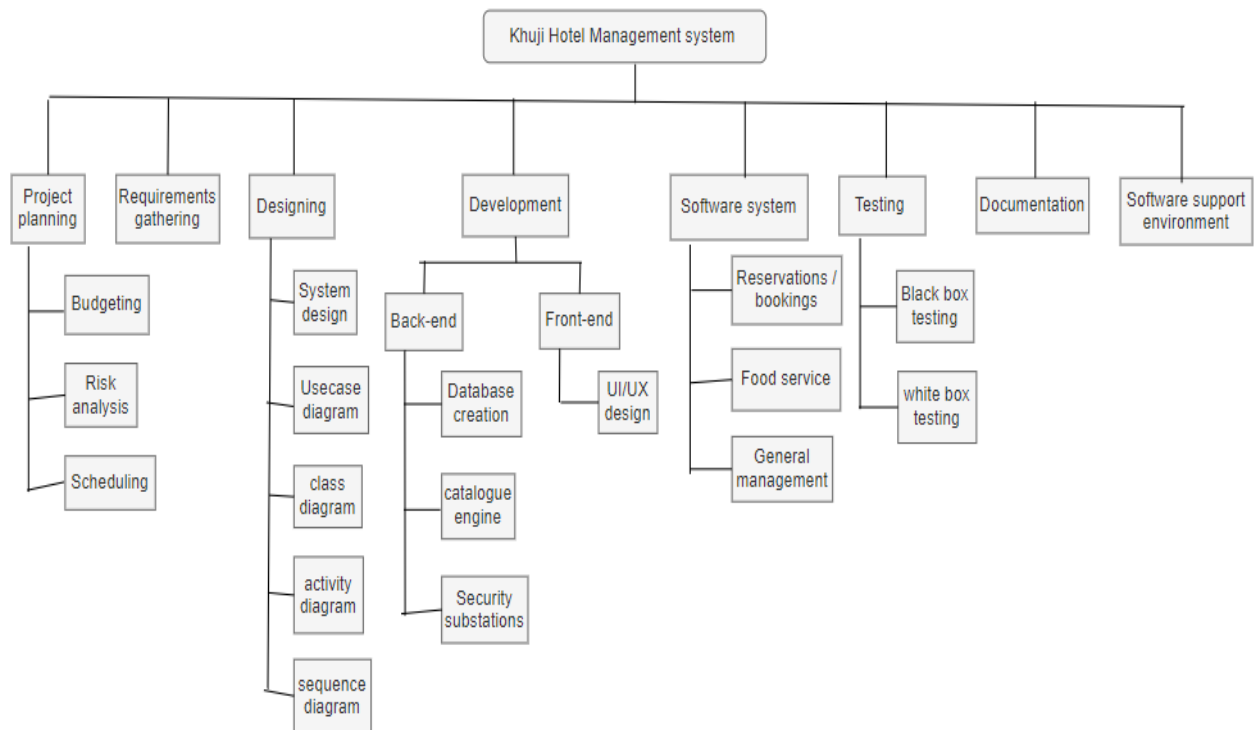 Khuji Hotel Management system
Project
planning
Requirements
gathering
Designing
Development
Software system
Testing
Documentation
Software support
environment
Budgeting
Risk
analysis
Scheduling
System
design
Usecase
diagram
class
diagram
activity
diagram
sequence
diagram
Back-end
Front-end
Database
creation
catalogue
engine
Security
substations
UI/UX
design
Reservations /
bookings
Food service
General
management
Black box
testing
white box
testing